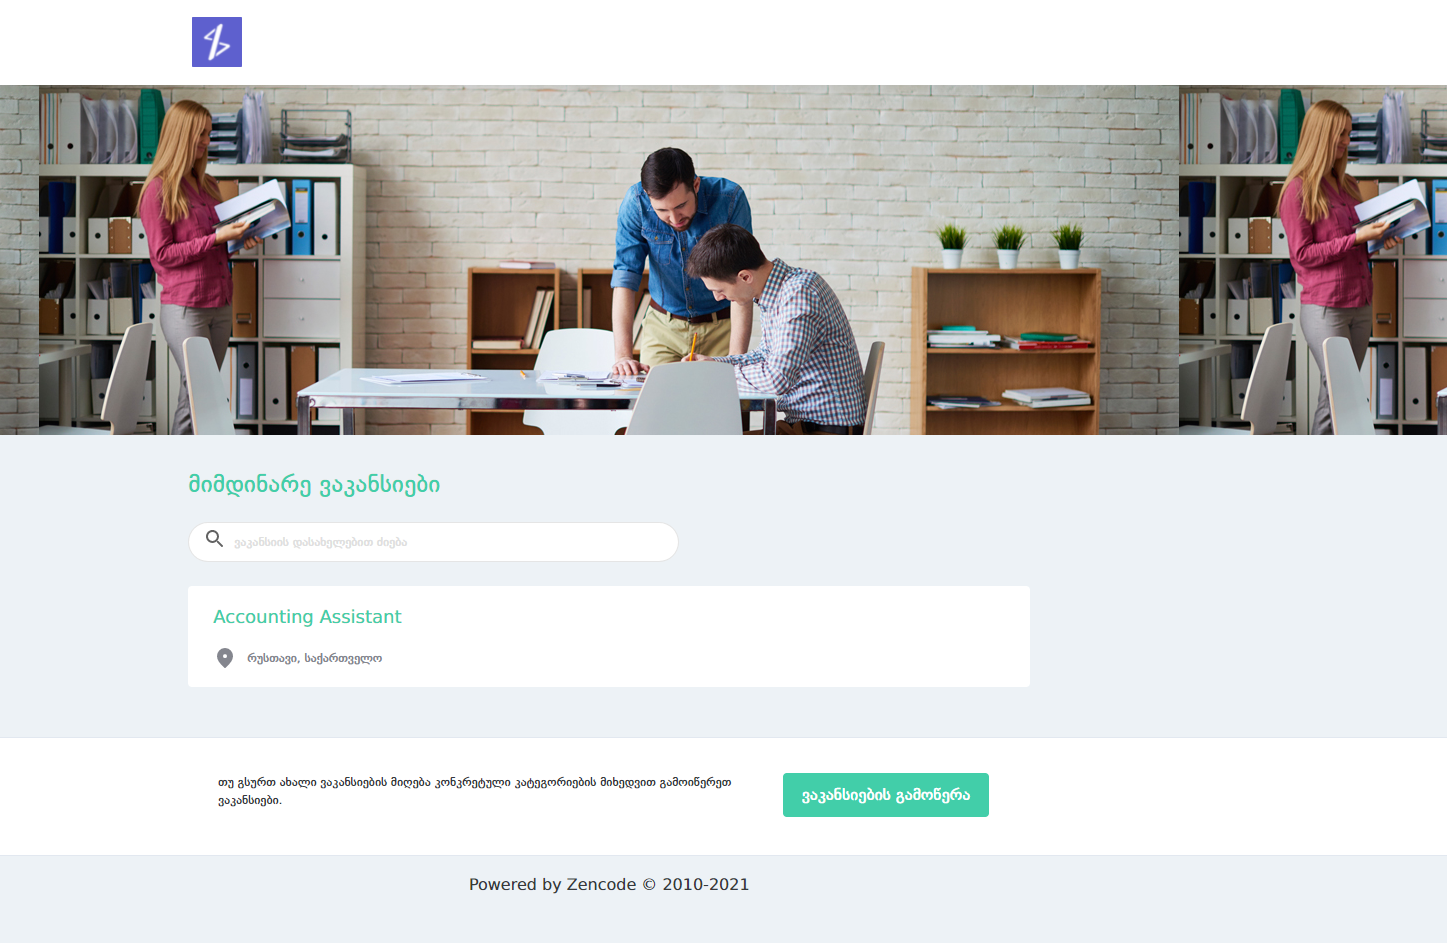 მიმდინარე ვაკანსიები
ვაკანსიის დასახელებით ძიება
Accounting Assistant
რუსთავი, საქართველო
თუ გსურთ ახალი ვაკანსიების მიღება კონკრეტული კატეგორიების მიხედვით გამოიწერეთ
ვაკანსიები.
ვაკანსიების გამოწერა
Powered by Zencode © 2010-2021